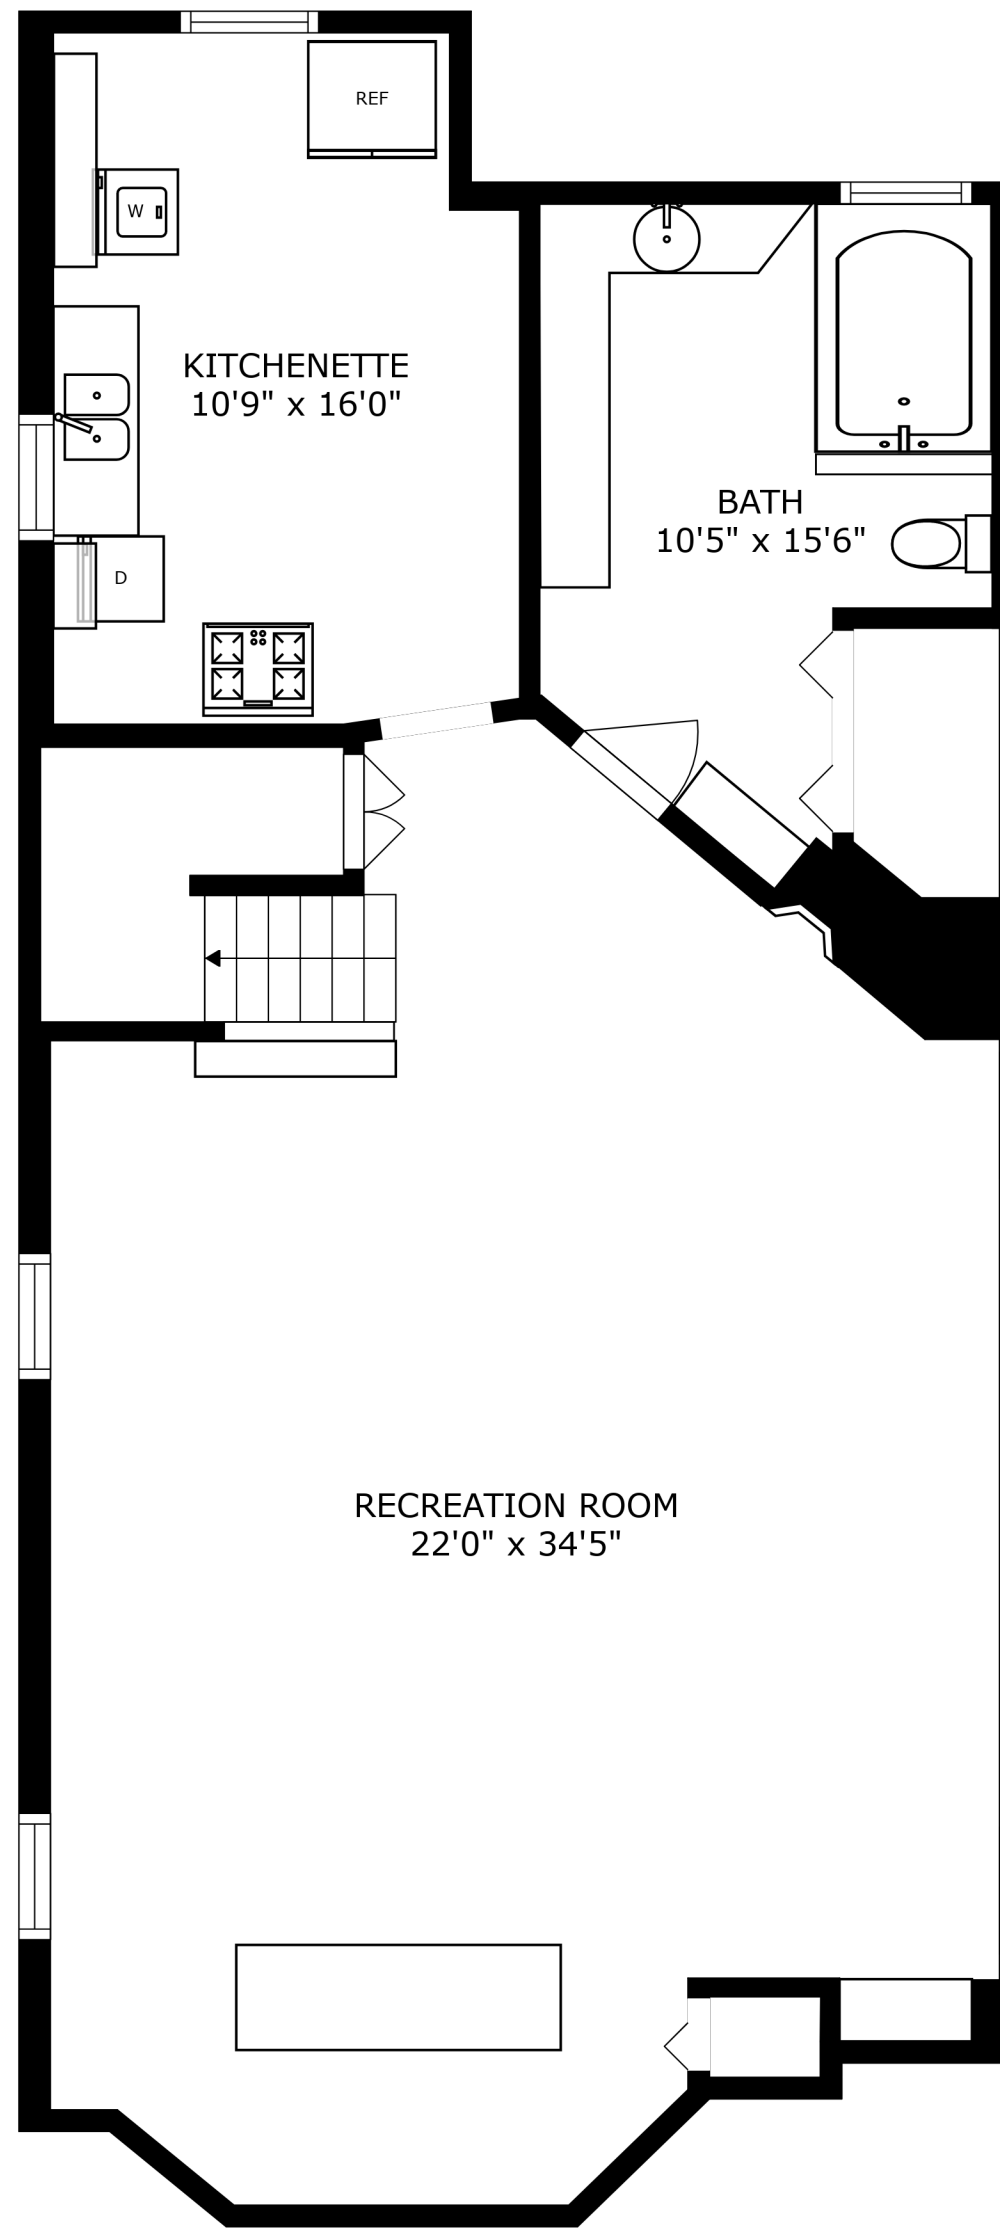 REF
W
KITCHENETTE
10'9" x 16'0"
BATH
10'5" x 15'6"
D
RECREATION ROOM
22'0" x 34'5"